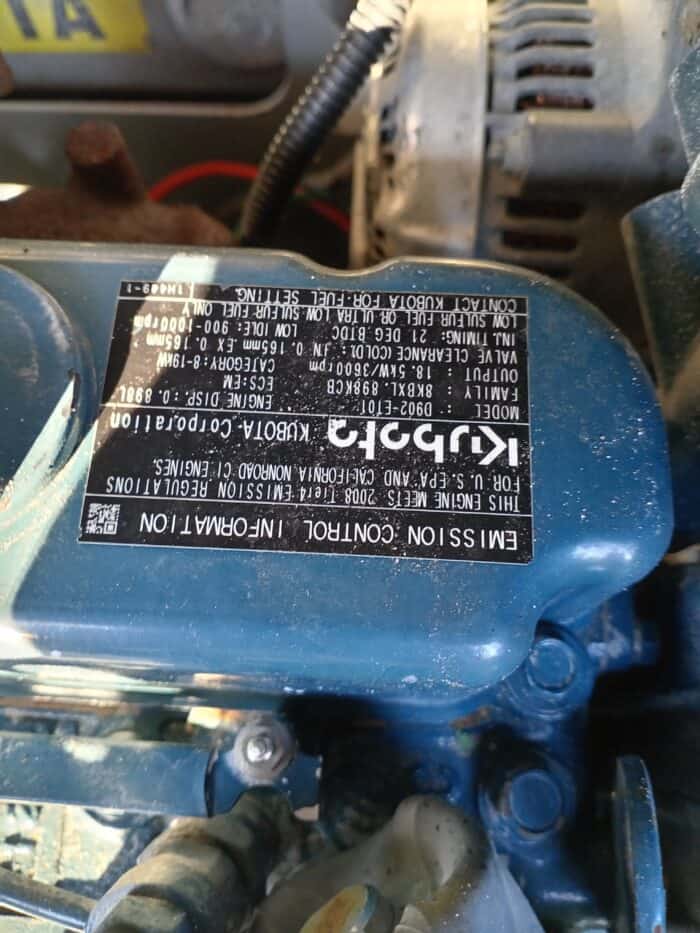 EMISSION CONTROL INFORMATION
THIS ENGINE MEETS 2008 Tier4 EMISSION REGULATIONS
FOR U.S. EPA AND CALIFORNIA NONROAD CI ENGINES.
Kubota KUBOTA Corporation
MODEL : D902-ET01 ENGINE DISP.:0.898L
FAMILY : 8KBXL.898KCB ECS:EM
OUTPUT : 18.5kW/3600rpm CATEGORY:8-19kW
VALVE CLEARANCE (COLD): IN 0.165mm EX 0.165mm
INJ.TIMING: 21 DEG.BTDC LOW IDLE: 900-1000rpm
LOW SULFUR FUEL OR ULTRA LOW SULFUR FUEL ONLY
CONTACT KUBOTA FOR FUEL SETTING.
1H449-1
TA